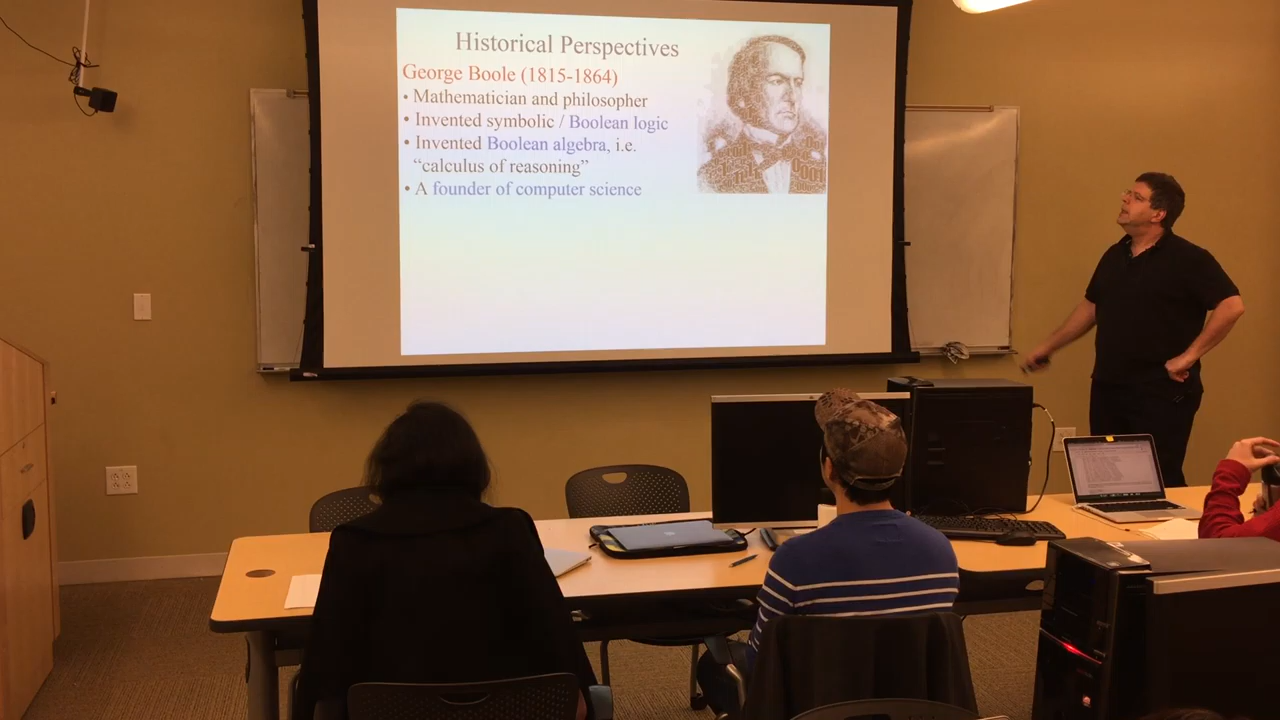 Historical Perspectives
George Boole (1815-1864)
• Mathematician and philosopher
• Invented symbolic / Boolean logic
• Invented Boolean algebra, i.e.
“calculus of reasoning”
• A founder of computer science